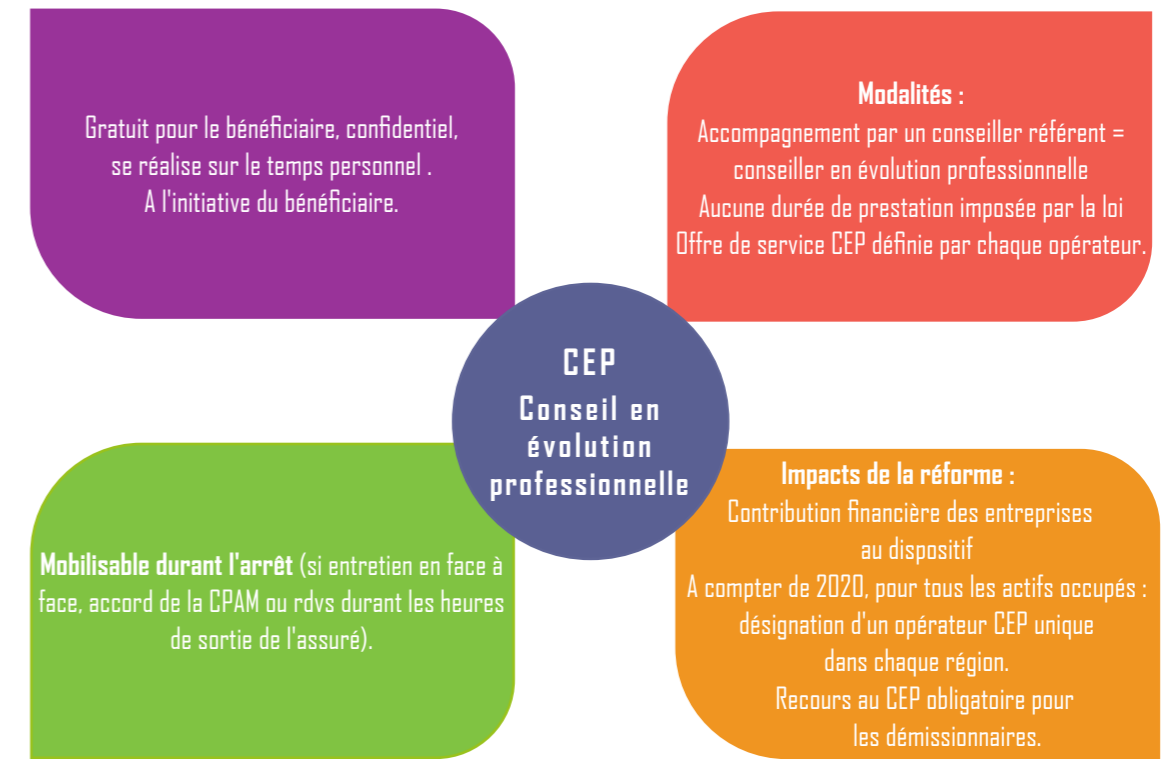 Gratuit pour le bénéficiaire, confidentiel,
se réalise sur le temps personnel .
A l'initiative du bénéficiaire.
Modalités :
Accompagnement par un conseiller référent =
conseiller en évolution professionnelle
Aucune durée de prestation imposée par la loi
Offre de service CEP définie par chaque opérateur.
CEP
Conseil en
évolution
professionnelle
Mobilisable durant l'arrêt (si entretien en face à
face, accord de la CPAM ou rdvs durant les heures
de sortie de l'assuré).
Impacts de la réforme :
Contribution financière des entreprises
au dispositif
A compter de 2020, pour tous les actifs occupés :
désignation d'un opérateur CEP unique
dans chaque région.
Recours au CEP obligatoire pour
les démissionnaires.